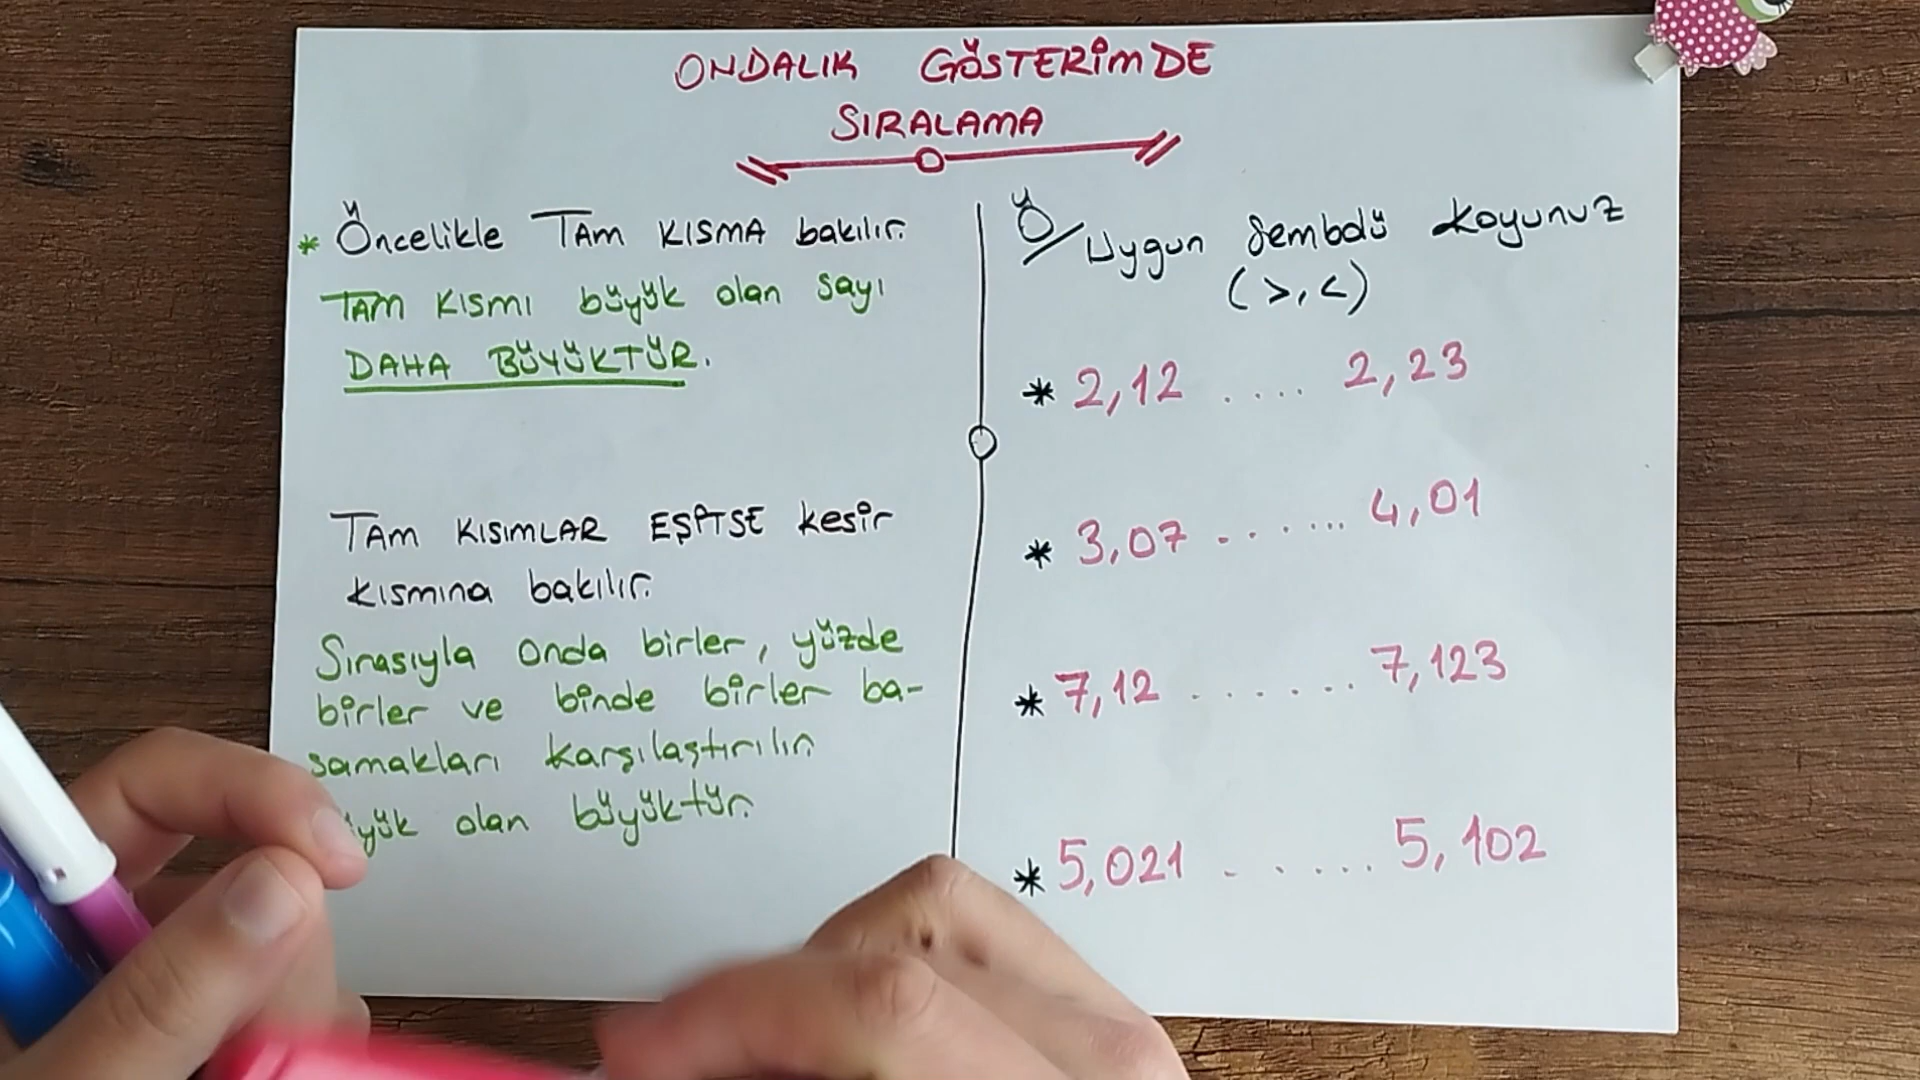 ONDALIK GÖSTERİMDE
SIRALAMA
* Öncelikle TAM KISMA bakılır.
TAM KISMI büyük olan sayı
DAHA BÜYÜKTÜR.
TAM KISIMLAR EŞİTSE kesir
kısmına bakılır.
Sırasıyla onda birler, yüzde
birler ve binde birler ba-
samakları karşılaştırılır.
olan büyüktür.
Ö/ Uygun sembolü koyunuz
(>,<)
* 2,12 .... 2,23
* 3,07 ...... 4,01
* 7,12 ...... 7,123
* 5,021 ...... 5,102